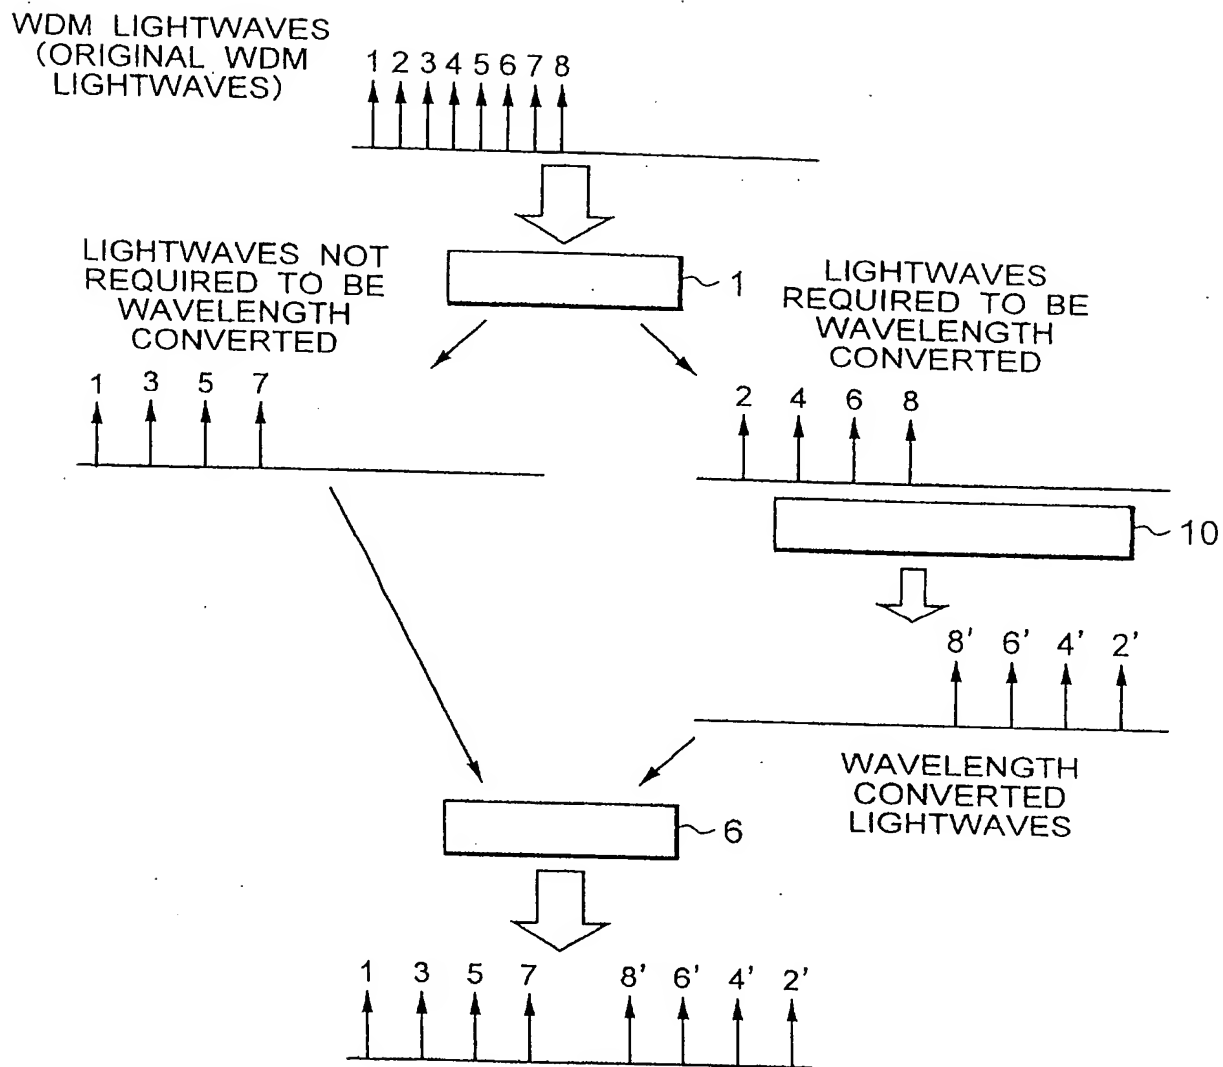 WDM LIGHTWAVES
(ORIGINAL WDM
LIGHTWAVES)
1 2 3 4 5 6 7 8
LIGHTWAVES NOT
REQUIRED TO BE
WAVELENGTH
CONVERTED
1
LIGHTWAVES
REQUIRED TO BE
WAVELENGTH
CONVERTED
1 3 5 7
2 4 6 8
10
8' 6' 4' 2'
WAVELENGTH
CONVERTED
LIGHTWAVES
6
1 3 5 7 8' 6' 4' 2'